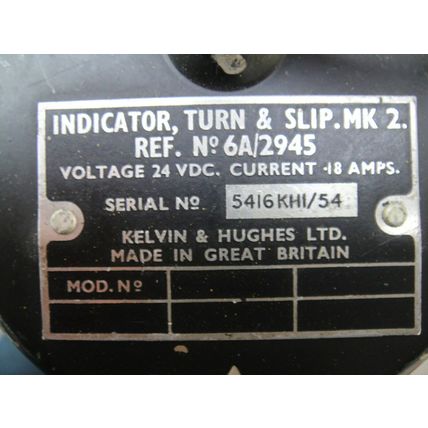 INDICATOR, TURN & SLIP. MK 2.
REF. Nº 6A/2945
VOLTAGE 24 VDC. CURRENT ·18 AMPS.
SERIAL Nº 5416KHI/54
KELVIN & HUGHES LTD.
MADE IN GREAT BRITAIN
MOD. Nº